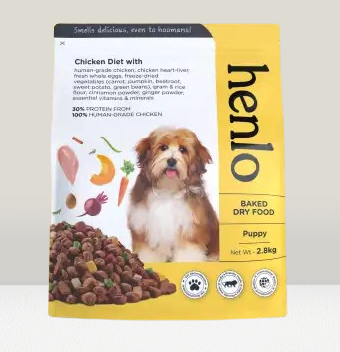 Smells delicious, even to hoomans!
Chicken Diet with
human-grade chicken, chicken heart-liver,
fresh whole eggs, freeze-dried
vegetables (carrot, pumpkin, beetroot,
sweet potato, green beans), gram & rice
flour, cinnamon powder, ginger powder,
essential vitamins & minerals
30% PROTEIN FROM
100% HUMAN-GRADE CHICKEN
henlo
BAKED
DRY FOOD
Puppy
Net Wt - 2.8kg